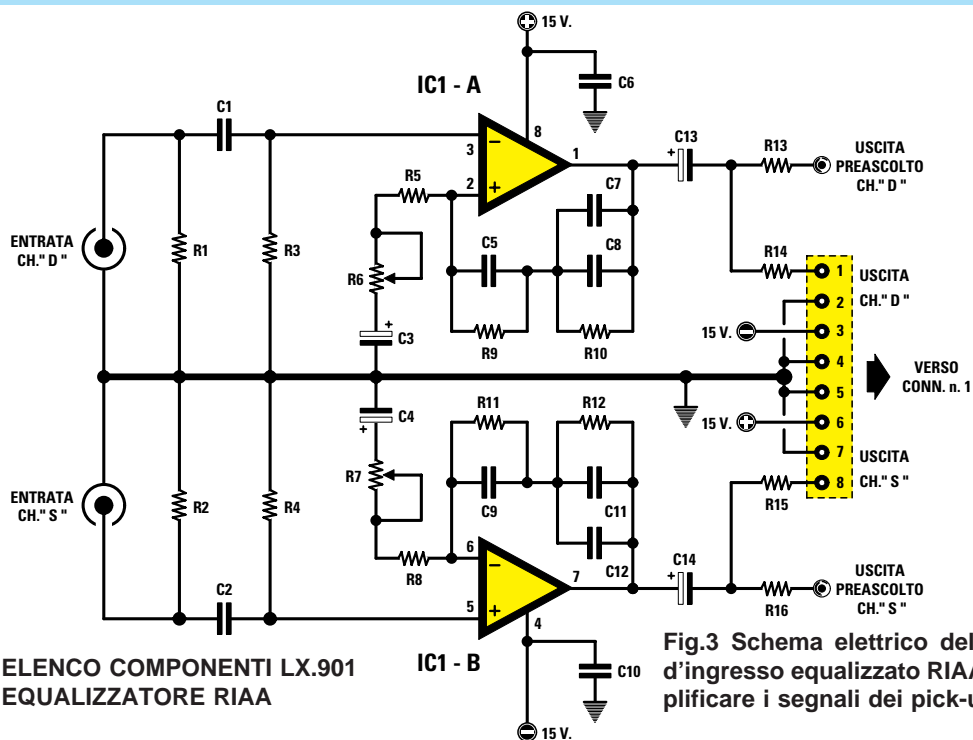 15 V.
IC1 - A
C6
8
C1
3
−
1
C13
+
R13
USCITA
PREASCOLTO
CH." D "
R5
2
+
C7
C8
C5
ENTRATA
CH." D "
R1
R3
R6
R9
R10
R14
1
USCITA
2
CH." D "
15 V.
3
+
C3
4
VERSO
CONN. n. 1
5
C4
+
R11
R12
15 V.
6
7
USCITA
8
CH." S "
R7
ENTRATA
CH." S "
R2
R4
C9
C11
C12
R15
R8
6
−
7
C14
+
R16
USCITA
PREASCOLTO
CH." S "
C2
5
+
4
IC1 - B
C10
15 V.
ELENCO COMPONENTI LX.901
EQUALIZZATORE RIAA
Fig.3 Schema elettrico del
d'ingresso equalizzato RIAA
plificare i segnali dei pick-u